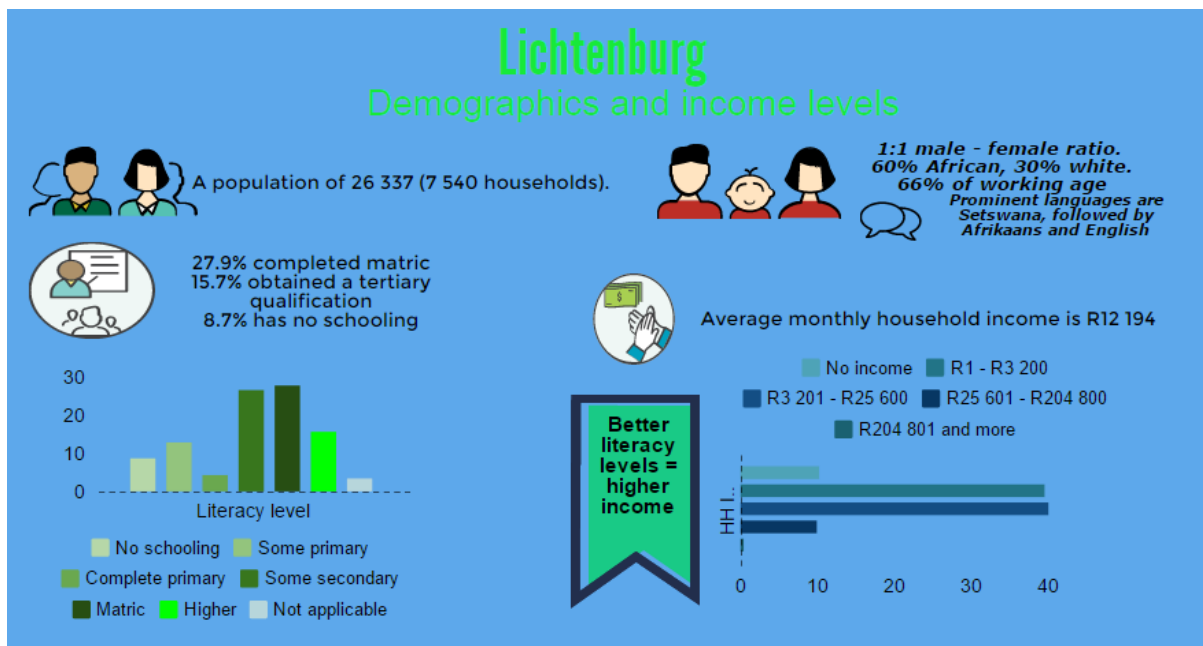 Lichtenburg
Demographics and income levels
A population of 26 337 (7 540 households).
1:1 male - female ratio.
60% African, 30% white.
66% of working age
Prominent languages are
Setswana, followed by
Afrikaans and English
27.9% completed matric
15.7% obtained a tertiary
qualification
8.7% has no schooling
$
Average monthly household income is R12 194
30
20
10
0
Literacy level
No schooling Some primary
Complete primary Some secondary
Matric Higher Not applicable
Better
literacy
levels =
higher
income
No income R1 - R3 200
R3 201 - R25 600 R25 601 - R204 800
R204 801 and more
HH I..
0 10 20 30 40